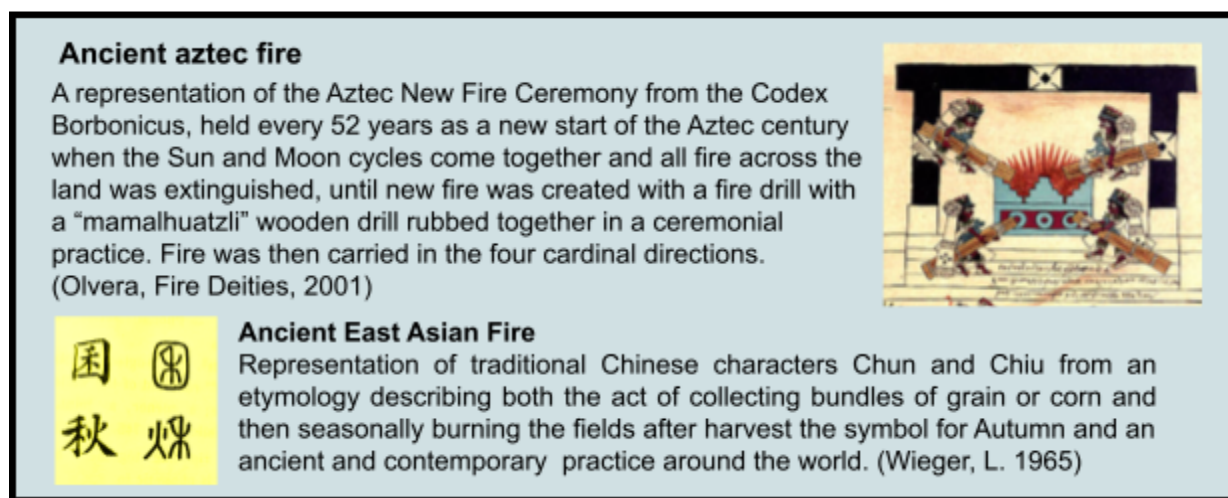 Ancient aztec fire
A representation of the Aztec New Fire Ceremony from the Codex
Borbonicus, held every 52 years as a new start of the Aztec century
when the Sun and Moon cycles come together and all fire across the
land was extinguished, until new fire was created with a fire drill with
a “mamalhuatzli” wooden drill rubbed together in a ceremonial
practice. Fire was then carried in the four cardinal directions.
(Olvera, Fire Deities, 2001)
Ancient East Asian Fire
Representation of traditional Chinese characters Chun and Chiu from an
etymology describing both the act of collecting bundles of grain or corn and
then seasonally burning the fields after harvest the symbol for Autumn and an
ancient and contemporary practice around the world. (Wieger, L. 1965)
秋